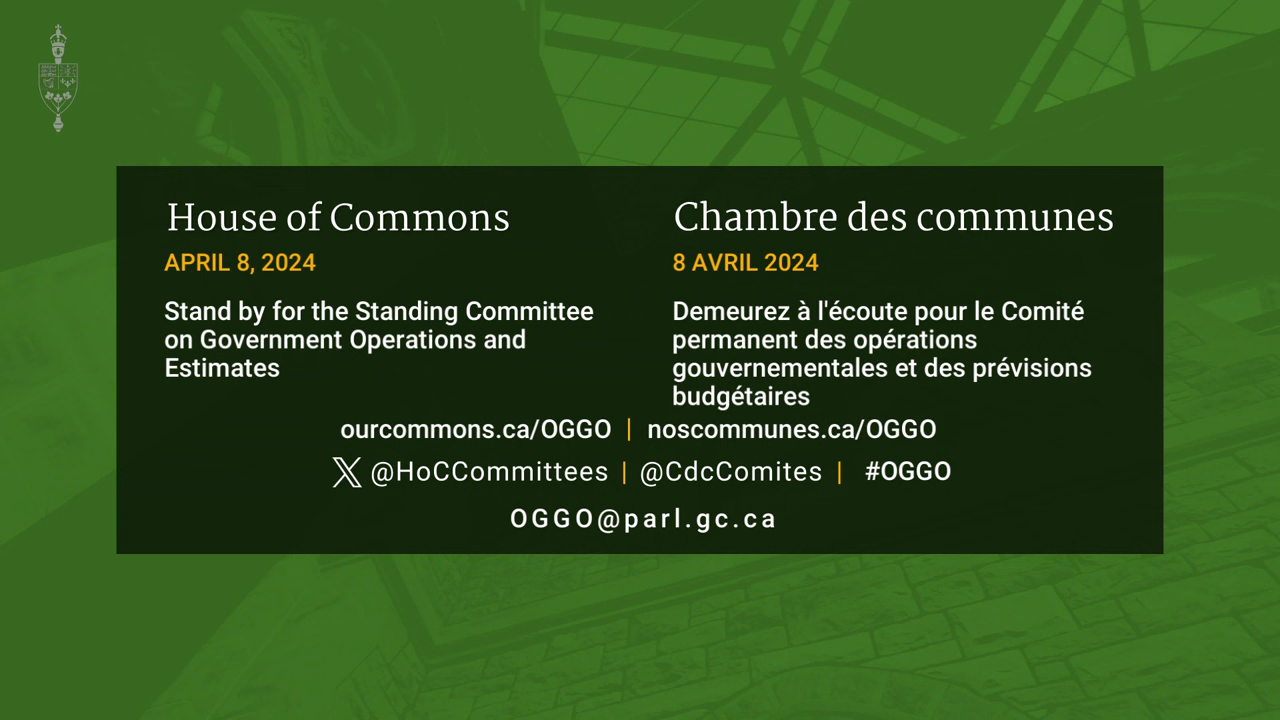 House of Commons
APRIL 8, 2024
Stand by for the Standing Committee
on Government Operations and
Estimates
Chambre des communes
8 AVRIL 2024
Demeurez à l'écoute pour le Comité
permanent des opérations
gouvernementales et des prévisions
budgétaires
ourcommons.ca/OGGO | noscommunes.ca/OGGO
@HoCCommittees | @CdcComites | #OGGO
OGGO@parl.gc.ca